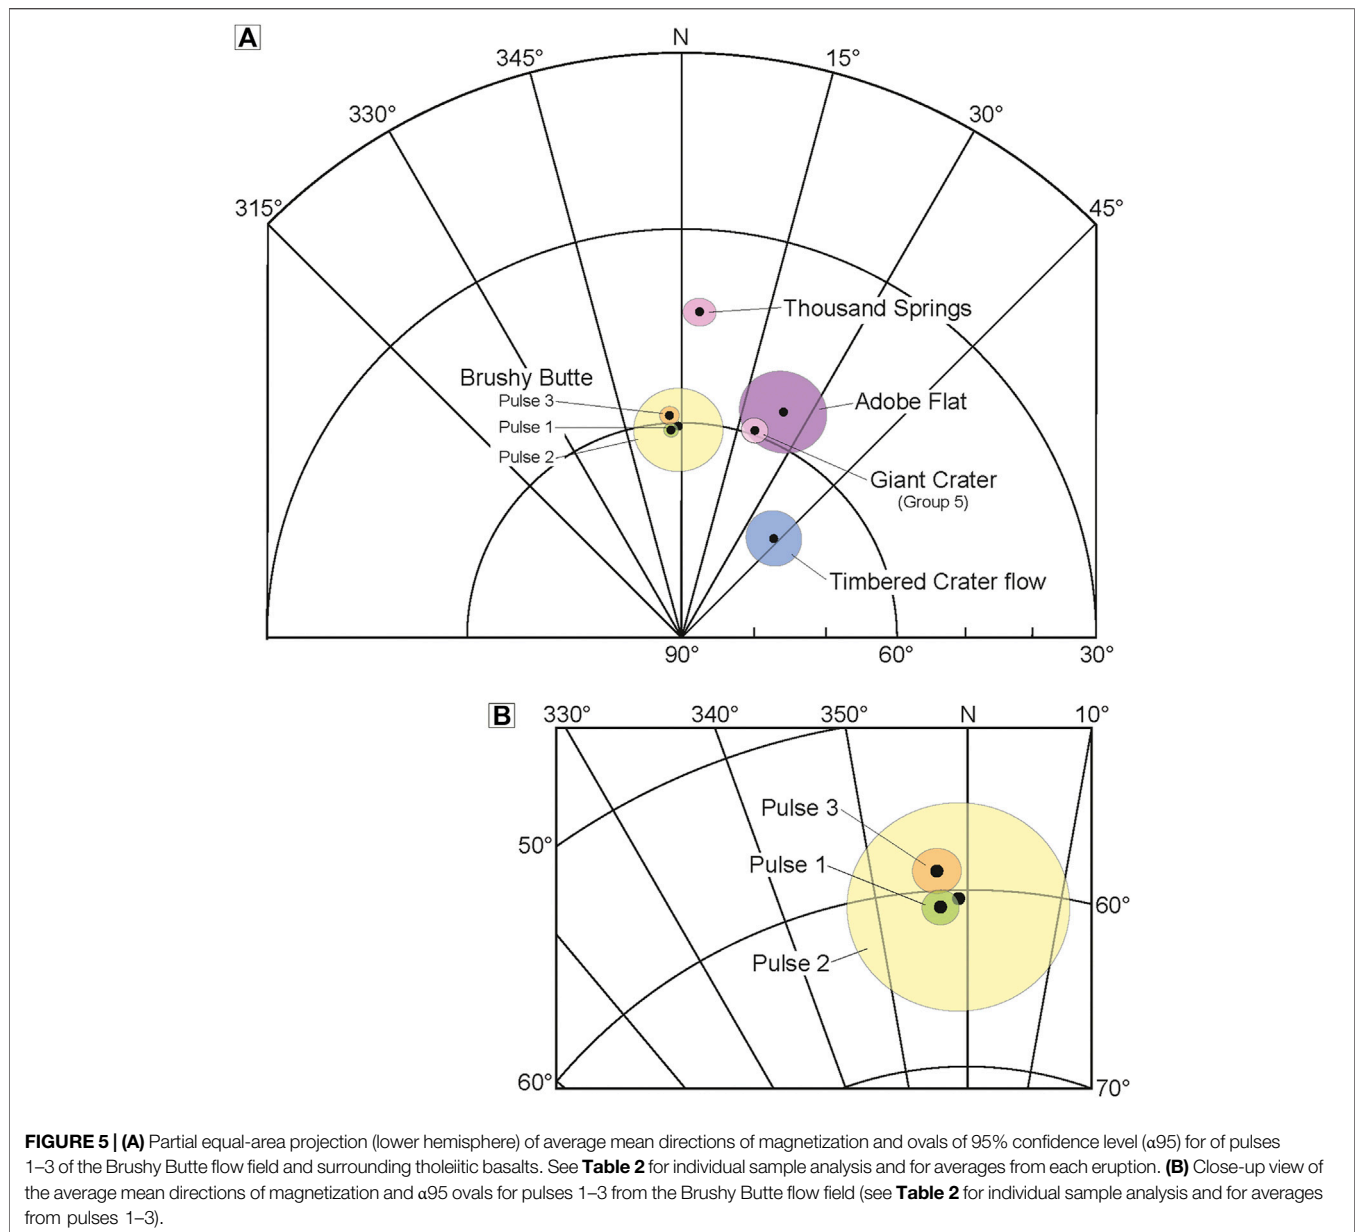 A
N
345°
15°
330°
30°
315°
45°
Thousand Springs
Brushy Butte
Pulse 3
Adobe Flat
Pulse 1
Pulse 2
Giant Crater
(Group 5)
Timbered Crater flow
90°
60°
30°
B
330°
340°
350°
N
10°
Pulse 3
50°
Pulse 1
60°
Pulse 2
60°
70°
FIGURE 5 | (A) Partial equal-area projection (lower hemisphere) of average mean directions of magnetization and ovals of 95% confidence level (α95) for of pulses
1–3 of the Brushy Butte flow field and surrounding tholeiitic basalts. See Table 2 for individual sample analysis and for averages from each eruption. (B) Close-up view of
the average mean directions of magnetization and α95 ovals for pulses 1–3 from the Brushy Butte flow field (see Table 2 for individual sample analysis and for averages
from pulses 1–3).